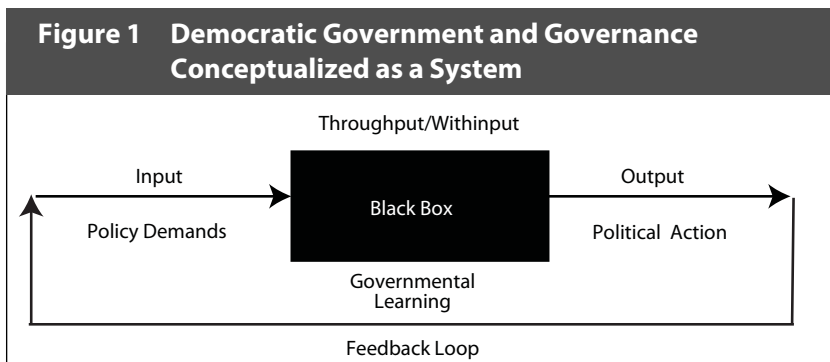 Figure 1 Democratic Government and Governance
Conceptualized as a System
Throughput/Withinput
Input
Output
Black Box
Policy Demands
Political Action
Governmental
Learning
Feedback Loop